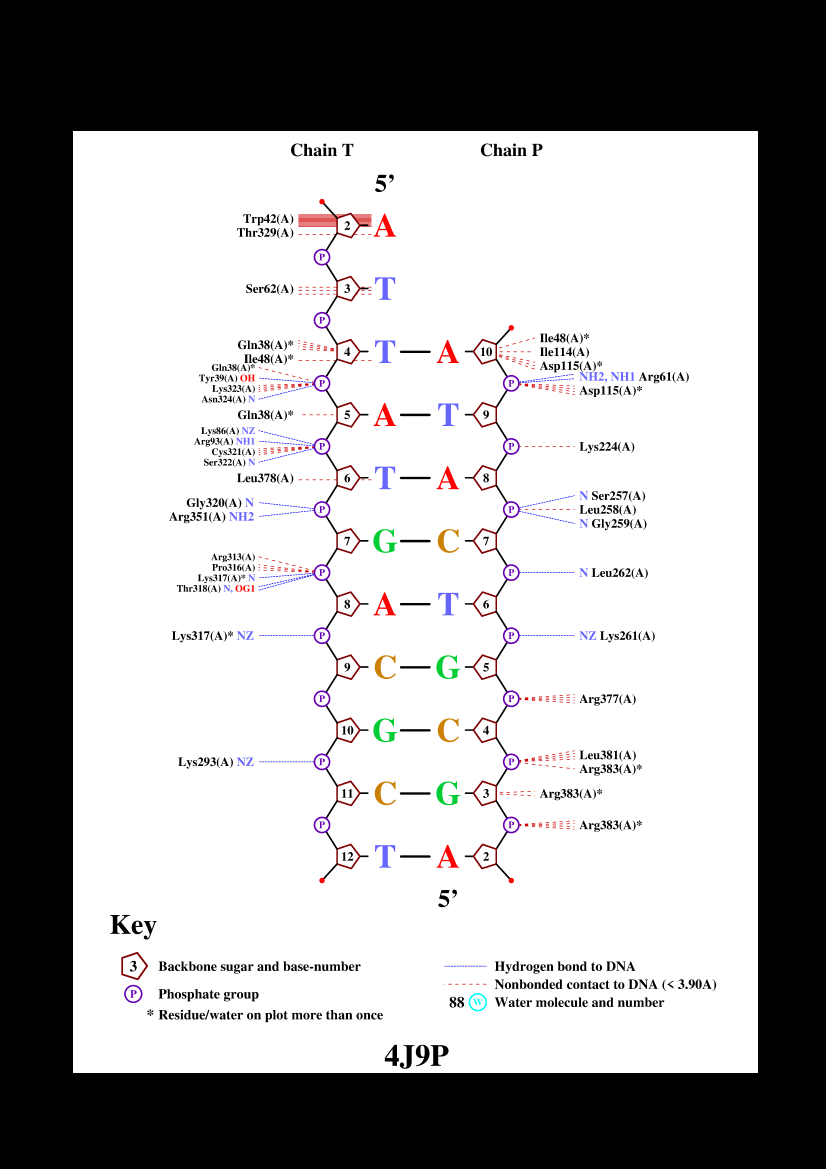 Chain T Chain P
5’
Trp42(A)
2 A
Thr329(A)
P
Ser62(A) 3 T
P
Ile48(A)*
Gln38(A)* 4 T A 10 Ile114(A)
Ile48(A)*
Asp115(A)*
Gln38(A)*
Tyr39(A) OH P P NH2, NH1 Arg61(A)
Lys323(A)
Asp115(A)*
Asn324(A) N
Gln38(A)* 5 A T 9
Lys86(A) NZ
Arg93(A) NH1
P P Lys224(A)
Cys321(A)
Ser322(A) N
Leu378(A) 6 T A 8
Gly320(A) N N Ser257(A)
P P Leu258(A)
Arg351(A) NH2 N Gly259(A)
7 G C 7
Arg313(A)
Pro316(A)
P P N Leu262(A)
Lys317(A)* N
Thr318(A) N, OG1
8 A T 6
Lys317(A)* NZ P P NZ Lys261(A)
9 C G 5
P P Arg377(A)
10 G C 4
Leu381(A)
Lys293(A) NZ P P
Arg383(A)*
11 C G 3 Arg383(A)*
P P Arg383(A)*
12 T A 2
5’
Key
3 Backbone sugar and base-number
P Phosphate group
* Residue/water on plot more than once
Hydrogen bond to DNA
Nonbonded contact to DNA (< 3.90A)
88 W Water molecule and number
4J9P